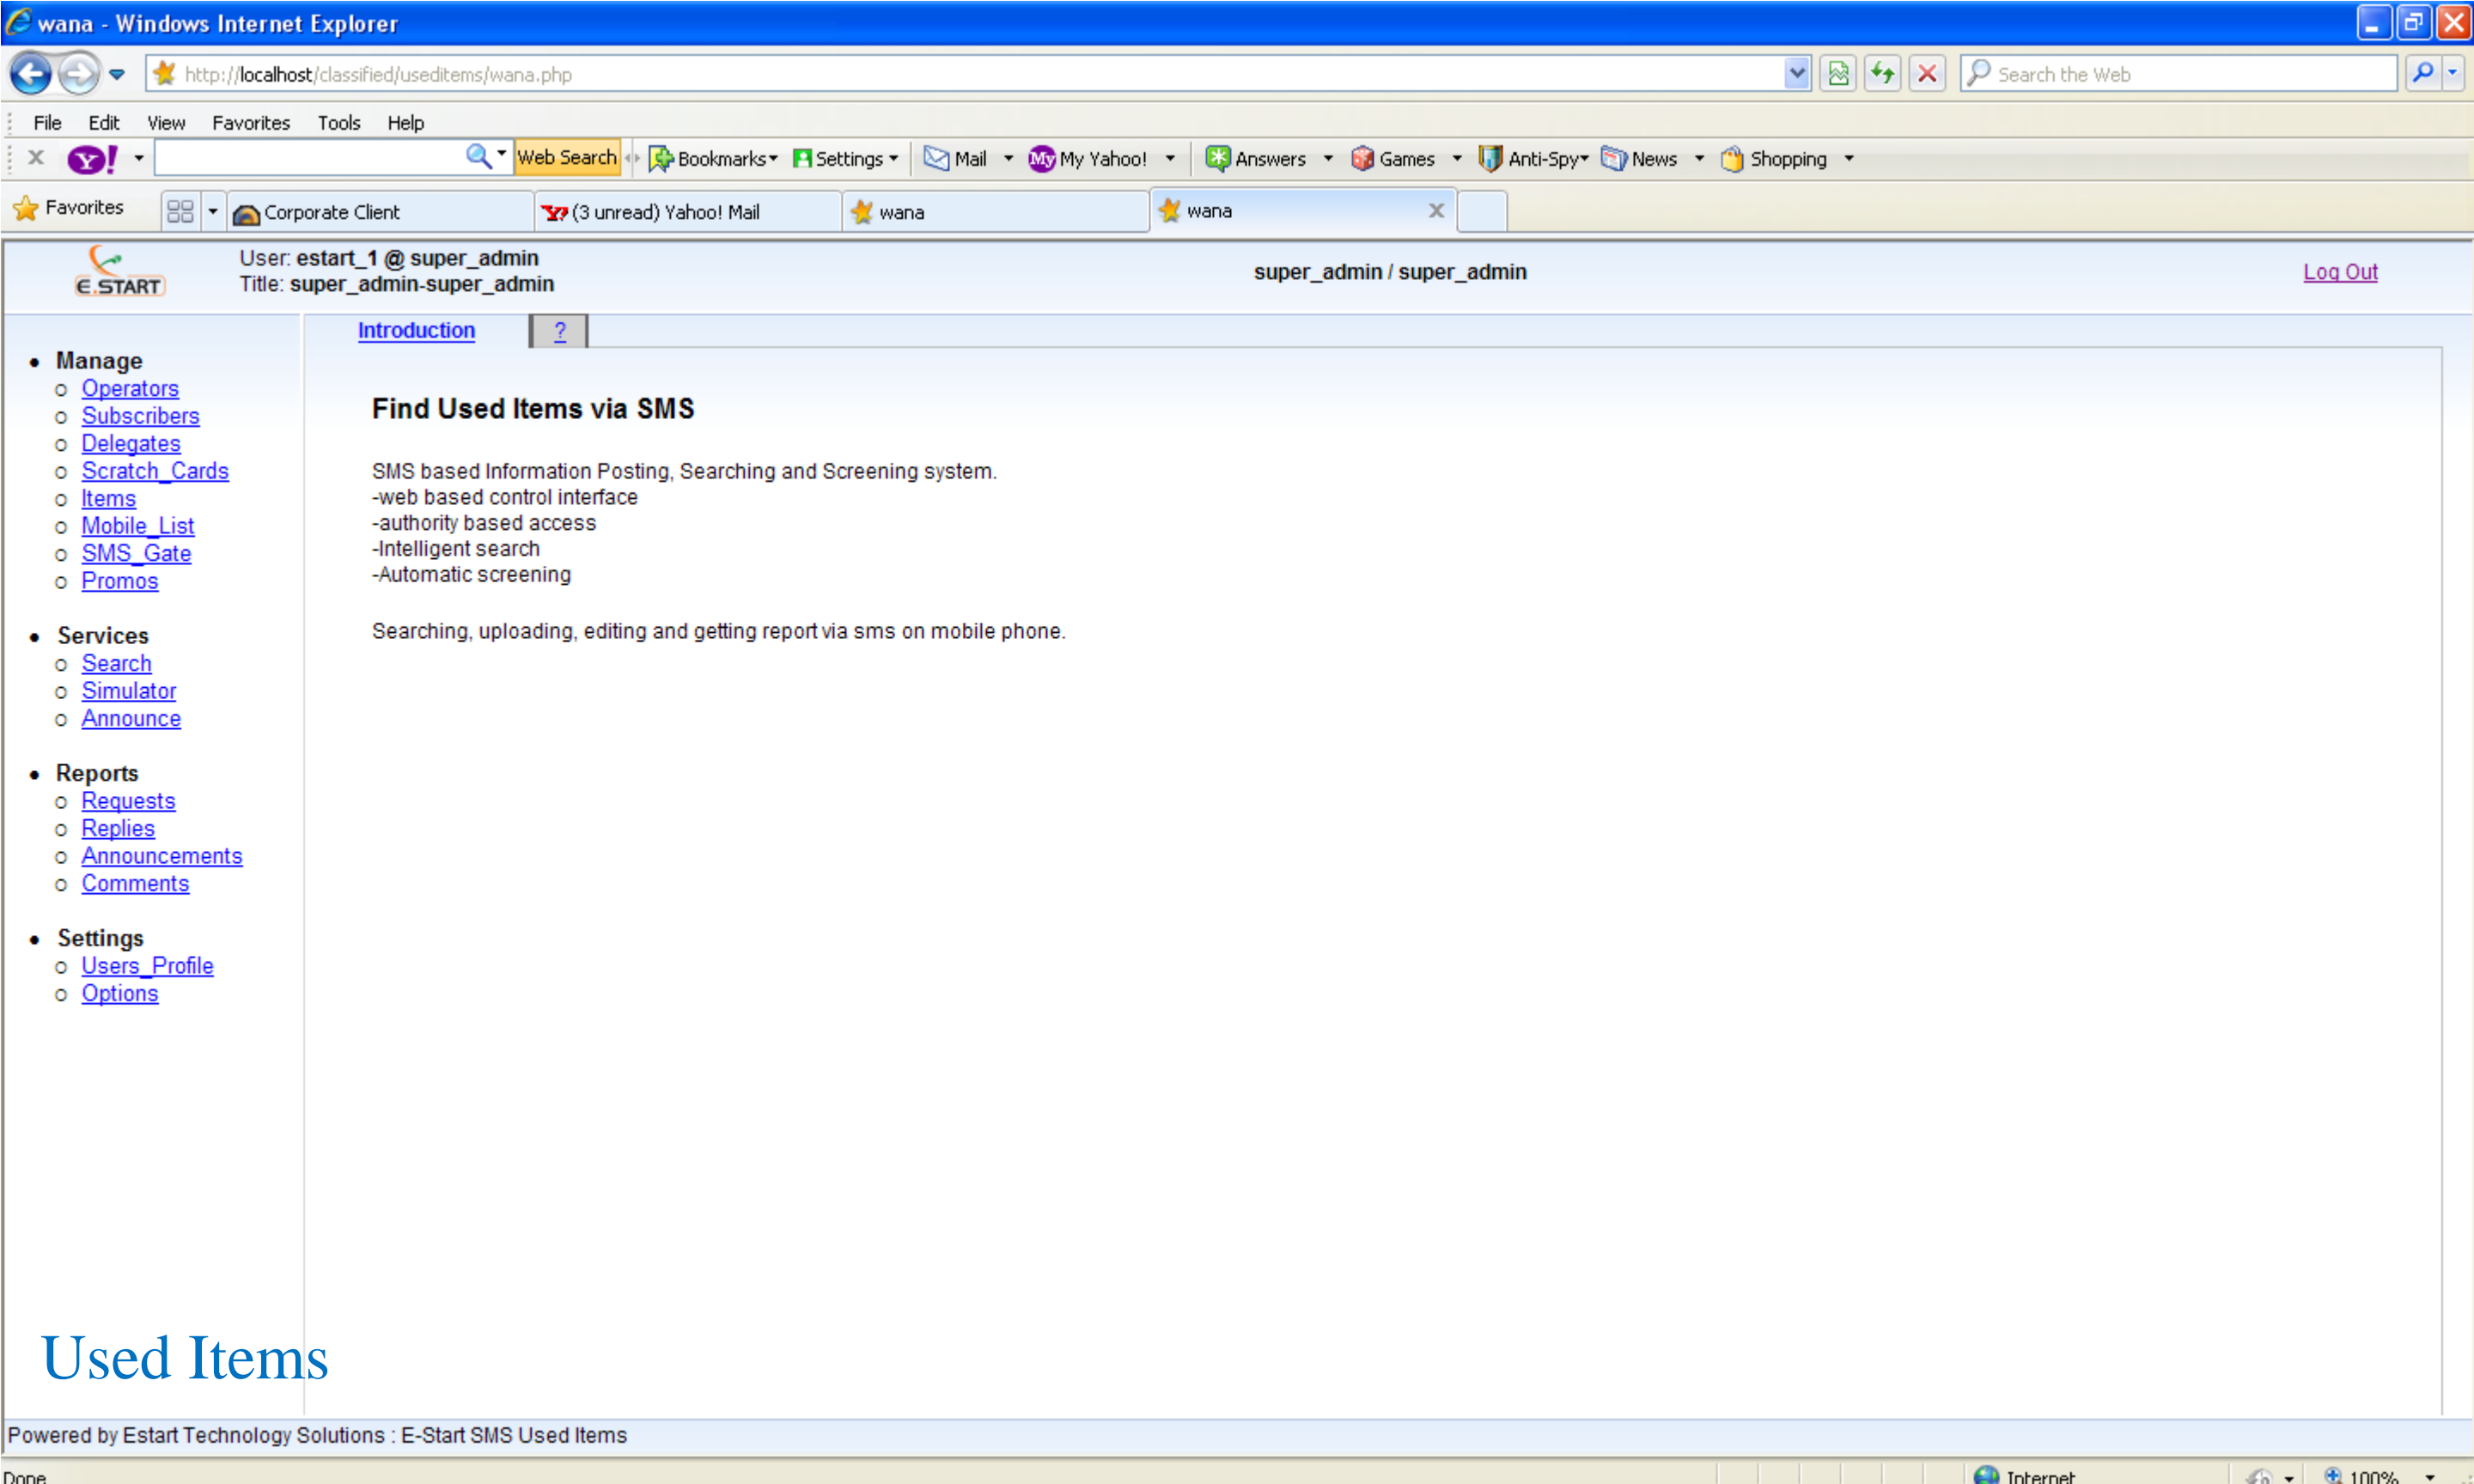 wana - Windows Internet Explorer
http://localhost/classified/useditems/wana.php
Search the Web
File Edit View Favorites Tools Help
x Y! Web Search Bookmarks Settings Mail My My Yahoo! Answers Games Anti-Spy News Shopping
Favorites Corporate Client (3 unread) Yahoo! Mail wana wana x
E.START
User: estart_1 @ super_admin
Title: super_admin-super_admin
super_admin / super_admin
Log Out
Introduction ?
Manage
Operators
Subscribers
Delegates
Scratch_Cards
Items
Mobile_List
SMS_Gate
Promos
Services
Search
Simulator
Announce
Reports
Requests
Replies
Announcements
Comments
Settings
Users_Profile
Options
Find Used Items via SMS
SMS based Information Posting, Searching and Screening system.
-web based control interface
-authority based access
-Intelligent search
-Automatic screening
Searching, uploading, editing and getting report via sms on mobile phone.
Used Items
Powered by Estart Technology Solutions : E-Start SMS Used Items
Done
Internet
100%